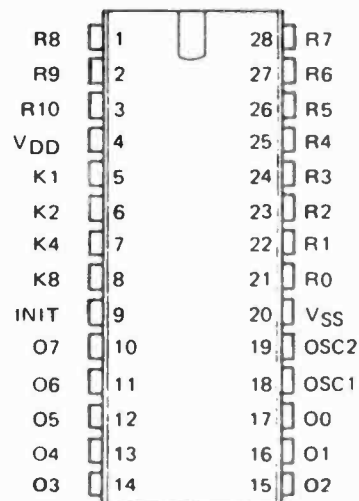 R8 1 28 R7
R9 2 27 R6
R10 3 26 R5
VDD 4 25 R4
K1 5 24 R3
K2 6 23 R2
K4 7 22 R1
K8 8 21 R0
INIT 9 20 VSS
O7 10 19 OSC2
O6 11 18 OSC1
O5 12 17 O0
O4 13 16 O1
O3 14 15 O2